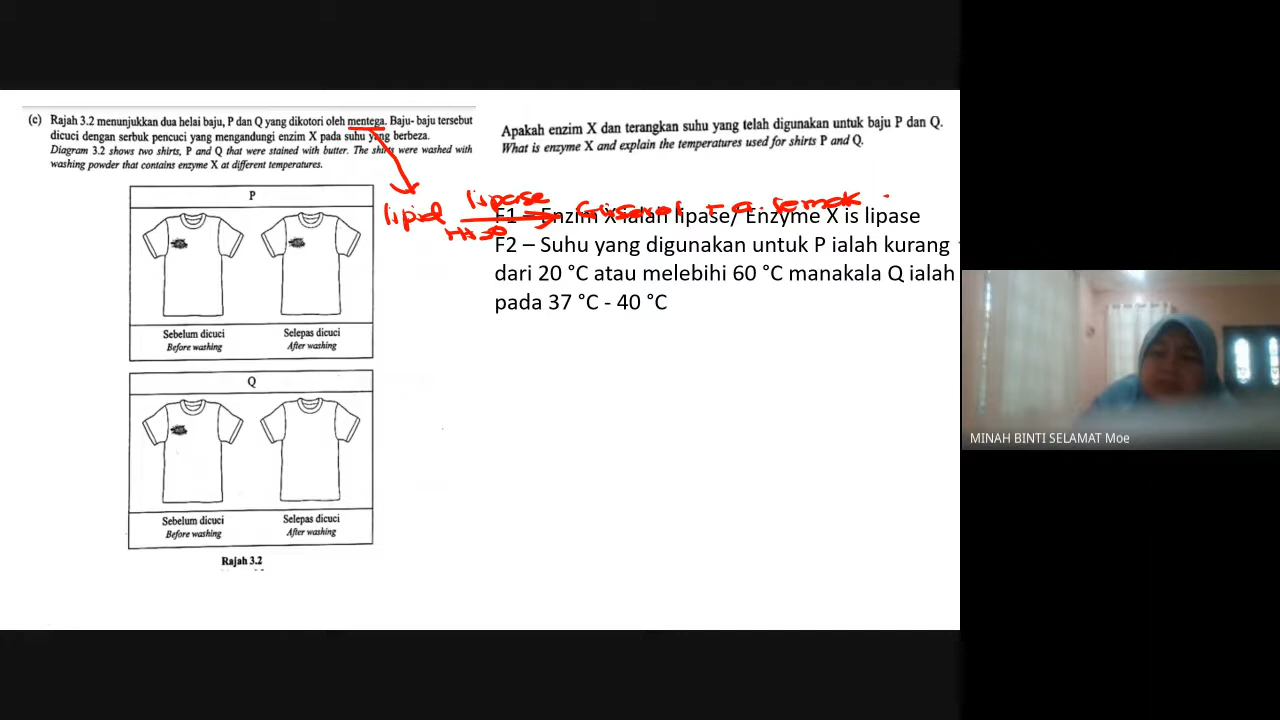 (c) Rajah 3.2 menunjukkan dua helai baju, P dan Q yang dikotori oleh mentega. Baju- baju tersebut
dicuci dengan serbuk pencuci yang mengandungi enzim X pada suhu yang berbeza.
Diagram 3.2 shows two shirts, P and Q that were stained with butter. The shirts were washed with
washing powder that contains enzyme X at different temperatures.
P
Sebelum dicuci
Before washing
Selepas dicuci
After washing
Q
Sebelum dicuci
Before washing
Selepas dicuci
After washing
Rajah 3.2
Apakah enzim X dan terangkan suhu yang telah digunakan untuk baju P dan Q.
What is enzyme X and explain the temperatures used for shirts P and Q.
lipid lipase + a. lemak
F1 – Enzim X ialah lipase/ Enzyme X is lipase
F2 – Suhu yang digunakan untuk P ialah kurang
dari 20 °C atau melebihi 60 °C manakala Q ialah
pada 37 °C - 40 °C
MINAH BINTI SELAMAT Moe